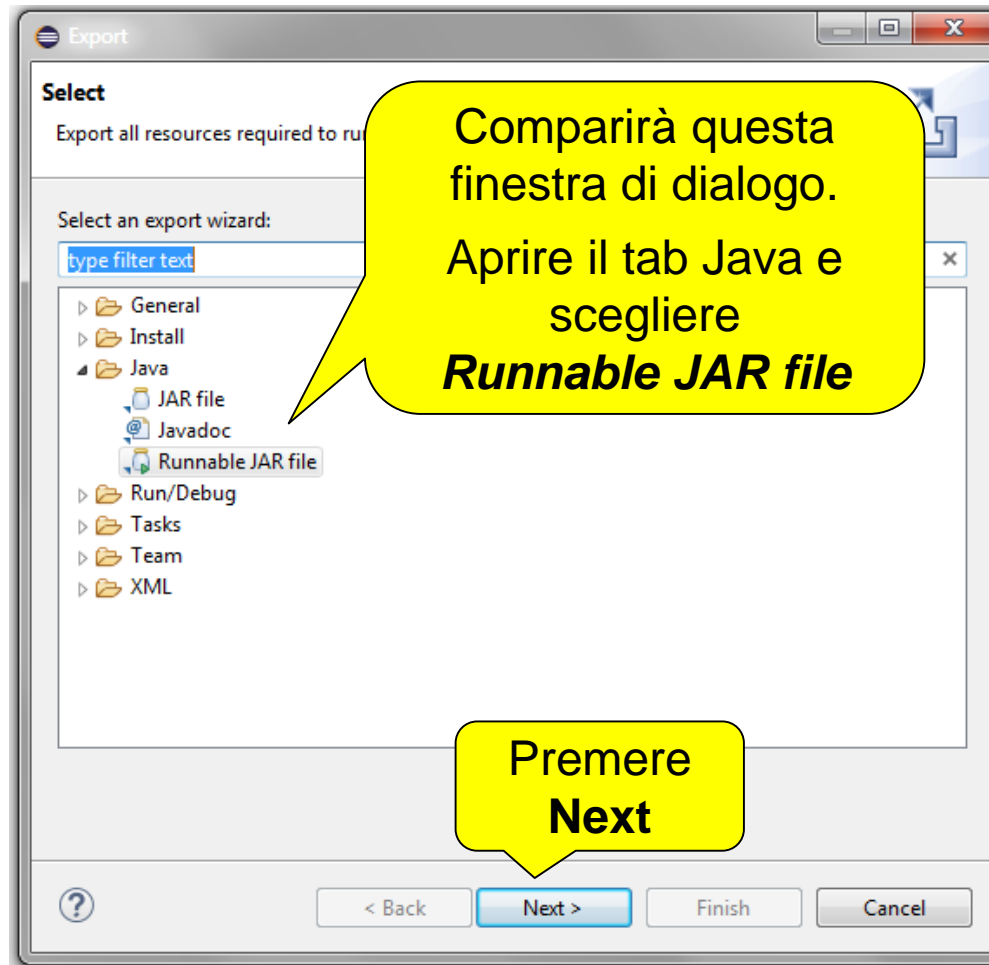 Export
Select
Export all resources required to ru
Comparirà questa
finestra di dialogo.
Aprire il tab Java e
scegliere
Runnable JAR file
Select an export wizard:
type filter text
General
Install
Java
JAR file
Javadoc
Runnable JAR file
Run/Debug
Tasks
Team
XML
Premere
Next
< Back
Next >
Finish
Cancel